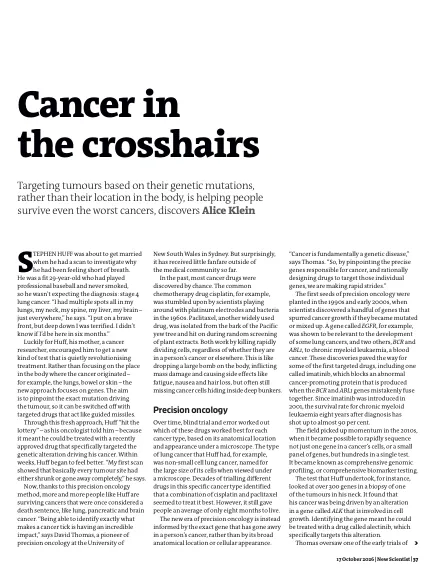 Cancer in
the crosshairs
Targeting tumours based on their genetic mutations,
rather than their location in the body, is helping people
survive even the worst cancers, discovers Alice Klein
STEPHEN HUFF was about to get married
when he had a scan to investigate why
he had been feeling short of breath.
He was a fit 29-year-old who had played
professional baseball and never smoked,
so he wasn't expecting the diagnosis: stage 4
lung cancer. "I had multiple spots all in my
lungs, my neck, my spine, my liver, my brain –
just everywhere," he says. "I put on a brave
front, but deep down I was terrified. I didn't
know if I'd be here in six months."
Luckily for Huff, his mother, a cancer
researcher, encouraged him to get a new
kind of test that is quietly revolutionising
treatment. Rather than focusing on the place
in the body where the cancer originated –
for example, the lungs, bowel or skin – the
new approach focuses on genes. The aim
is to pinpoint the exact mutation driving
the tumour, so it can be switched off with
targeted drugs that act like guided missiles.
Through this fresh approach, Huff "hit the
lottery" – as his oncologist told him – because
it meant he could be treated with a recently
approved drug that specifically targeted the
genetic alteration driving his cancer. Within
weeks, Huff began to feel better. "My first scan
showed that basically every tumour site had
either shrunk or gone away completely," he says.
Now, thanks to this precision oncology
method, more and more people like Huff are
surviving cancers that were once considered a
death sentence, like lung, pancreatic and brain
cancer. "Being able to identify exactly what
makes a cancer tick is having an incredible
impact," says David Thomas, a pioneer of
precision oncology at the University of
New South Wales in Sydney. But surprisingly,
it has received little fanfare outside of
the medical community so far.
In the past, most cancer drugs were
discovered by chance. The common
chemotherapy drug cisplatin, for example,
was stumbled upon by scientists playing
around with platinum electrodes and bacteria
in the 1960s. Paclitaxel, another widely used
drug, was isolated from the bark of the Pacific
yew tree and bat on during random screening
of plant extracts. Both work by killing rapidly
dividing cells, regardless of whether they are
in a person's cancer or elsewhere. This is like
dropping a large bomb on the body, inflicting
mass damage and causing side effects like
fatigue, nausea and hair loss, but often still
missing cancer cells hiding inside deep bunkers.
Precision oncology
Over time, blind trial and error worked out
which of these drugs worked best for each
cancer type, based on its anatomical location
and appearance under a microscope. The type
of lung cancer that Huff had, for example,
was non-small cell lung cancer, named for
the large size of its cells when viewed under
a microscope. Decades of trialling different
drugs in this specific cancer type identified
that a combination of cisplatin and paclitaxel
seemed to treat it best. However, it still gave
people an average of only eight months to live.
The new era of precision oncology is instead
informed by the exact gene that has gone awry
in a person's cancer, rather than by its broad
anatomical location or cellular appearance.
"Cancer is fundamentally a genetic disease,"
says Thomas. "So, by pinpointing the precise
genes responsible for cancer, and rationally
designing drugs to target those individual
genes, we are making rapid strides."
The first seeds of precision oncology were
planted in the 1990s and early 2000s, when
scientists discovered a handful of genes that
spurred cancer growth if they became mutated
or mixed up. A gene called EGFR, for example,
was shown to be relevant to the development
of some lung cancers, and two others, BCR and
ABL1, to chronic myeloid leukaemia, a blood
cancer. These discoveries paved the way for
some of the first targeted drugs, including one
called imatinib, which blocks an abnormal
cancer-promoting protein that is produced
when the BCR and ABL1 genes mistakenly fuse
together. Since imatinib was introduced in
2001, the survival rate for chronic myeloid
leukaemia eight years after diagnosis has
shot up to almost 90 per cent.
The field picked up momentum in the 2010s,
when it became possible to rapidly sequence
not just one gene in a cancer's cells, or a small
panel of genes, but hundreds in a single test.
It became known as comprehensive genomic
profiling, or comprehensive biomarker testing.
The test that Huff undertook, for instance,
looked at over 300 genes in a biopsy of one
of the tumours in his neck. It found that
his cancer was being driven by an alteration
in a gene called ALK that is involved in cell
growth. Identifying the gene meant he could
be treated with a drug called alectinib, which
specifically targets this alteration.
Thomas oversaw one of the early trials of >
17 October 2026 | New Scientist | 37